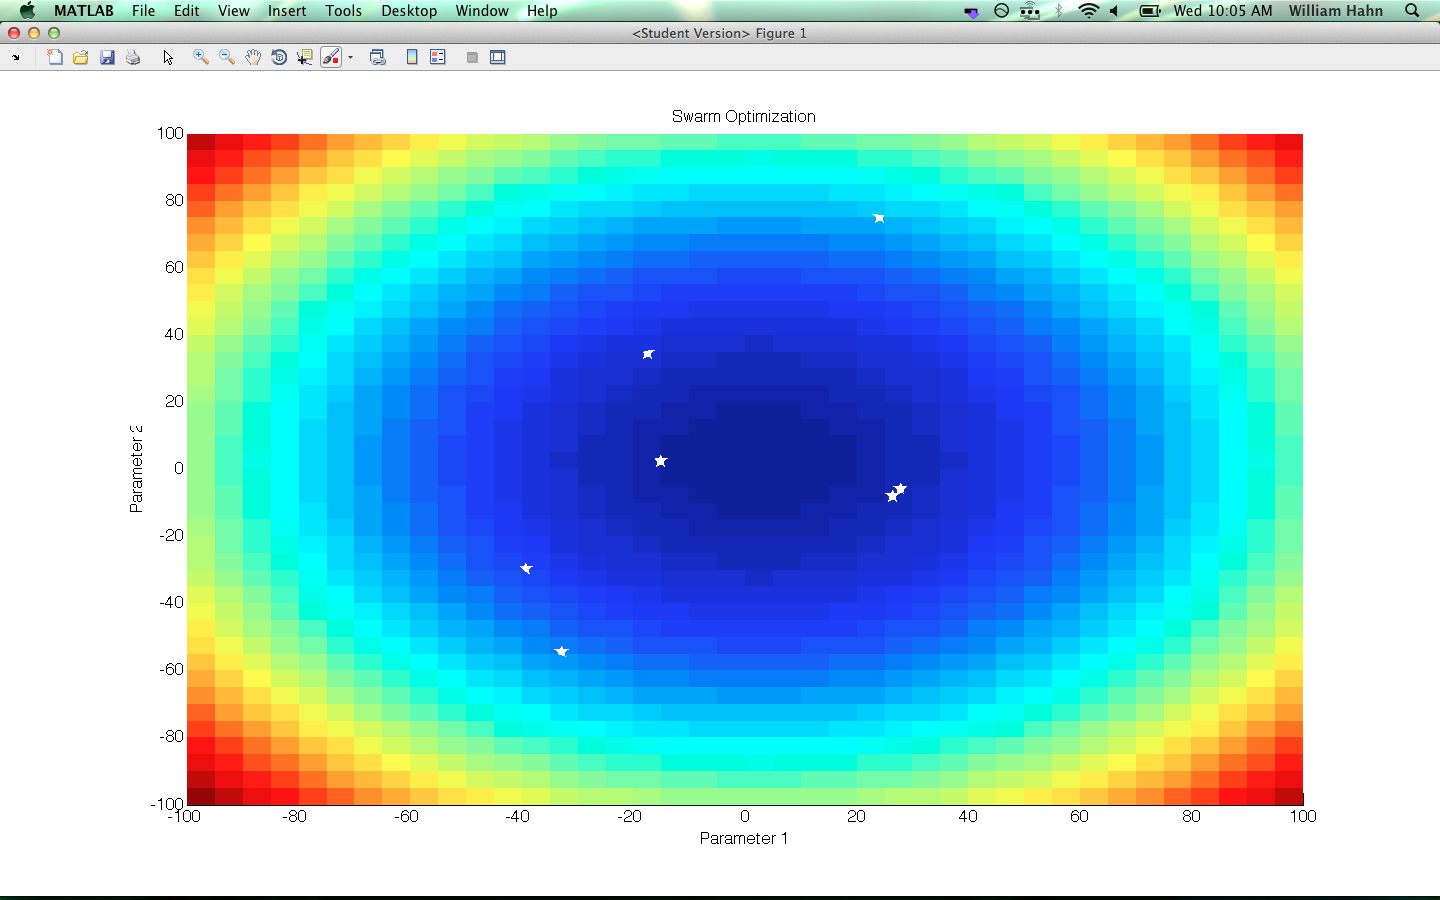 MATLAB File Edit View Insert Tools Desktop Window Help Wed 10:05 AM William Hahn
<Student Version> Figure 1
Swarm Optimization
100
80
60
40
20
0
-20
-40
-60
-80
-100
Parameter 2
-100 -80 -60 -40 -20 0 20 40 60 80 100
Parameter 1